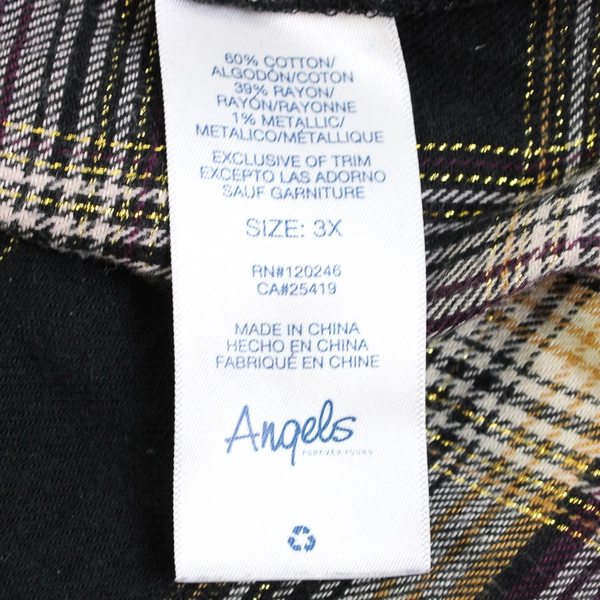 60% COTTON/
ALGODÓN/COTON
39% RAYON/
RAYÓN/RAYONNE
1% METALLIC/
METALICO/MÉTALLIQUE
EXCLUSIVE OF TRIM
EXCEPTO LAS ADORNO
SAUF GARNITURE
SIZE: 3X
RN#120246
CA#25419
MADE IN CHINA
HECHO EN CHINA
FABRIQUÉ EN CHINE
Angels
FOREVER YOUNG